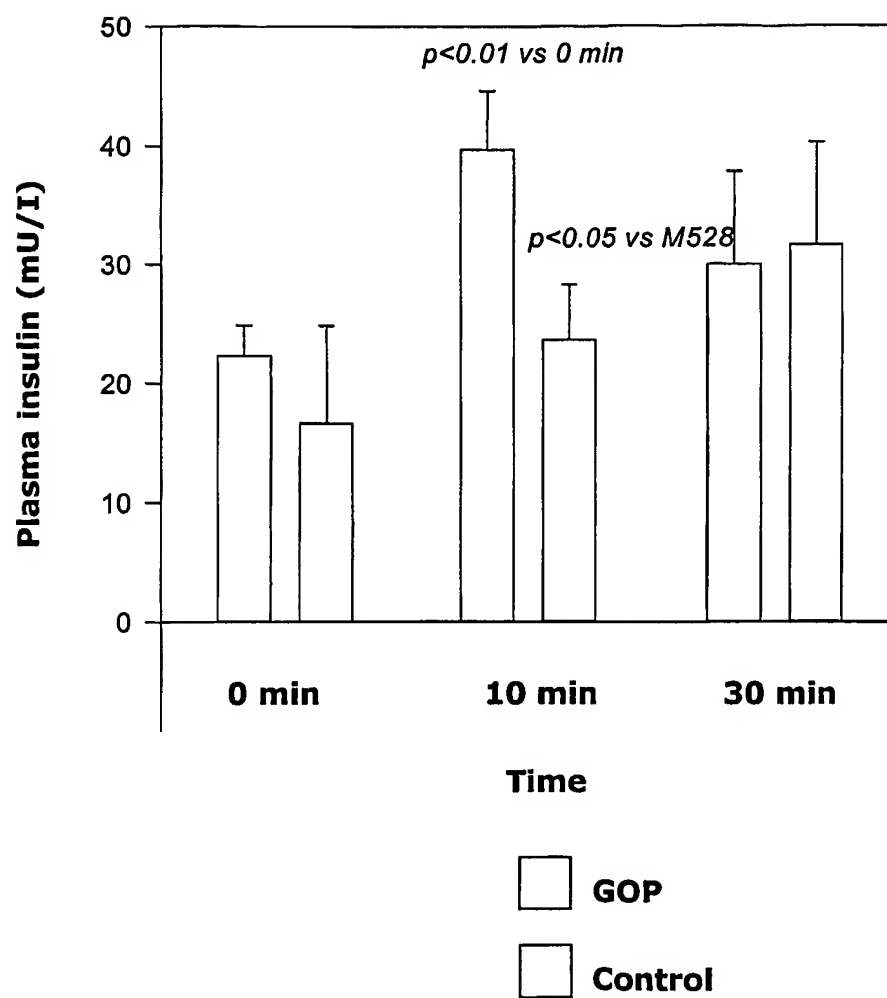 50
p<0.01 vs 0 min
40
p<0.05 vs M528
30
20
10
0
Plasma insulin (mU/I)
0 min 10 min 30 min
Time
GOP
Control